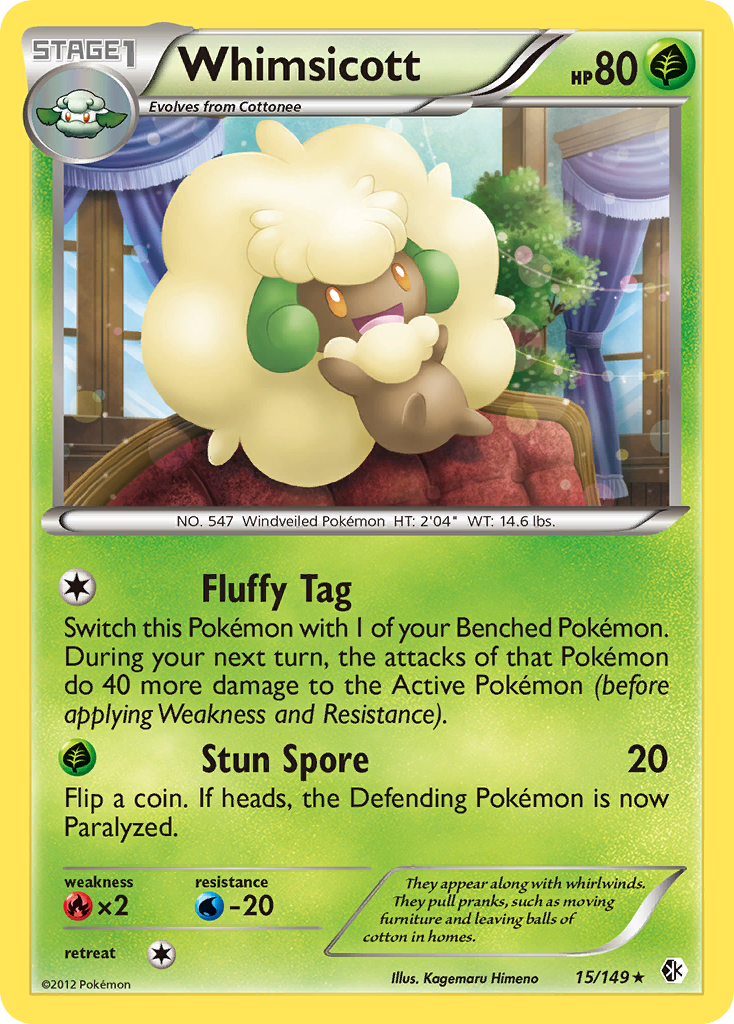 STAGE1
Whimsicott
HP 80
Evolves from Cottonee
NO. 547 Windveiled Pokémon HT: 2'04" WT: 14.6 lbs.
Fluffy Tag
Switch this Pokémon with 1 of your Benched Pokémon.
During your next turn, the attacks of that Pokémon
do 40 more damage to the Active Pokémon (before
applying Weakness and Resistance).
Stun Spore 20
Flip a coin. If heads, the Defending Pokémon is now
Paralyzed.
weakness resistance
×2 -20
They appear along with whirlwinds.
They pull pranks, such as moving
furniture and leaving balls of
cotton in homes.
retreat
©2012 Pokémon
Illus. Kagemaru Himeno 15/149 ★